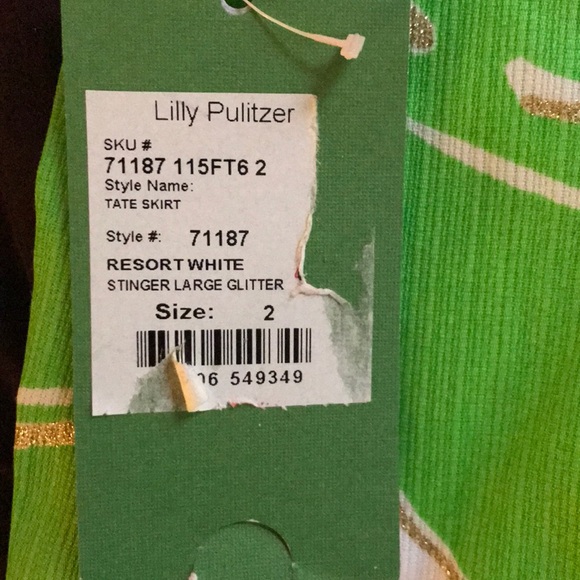 Lilly Pulitzer
SKU #
71187 115FT6 2
Style Name:
TATE SKIRT
Style #: 71187
RESORT WHITE
STINGER LARGE GLITTER
Size: 2
06 549349